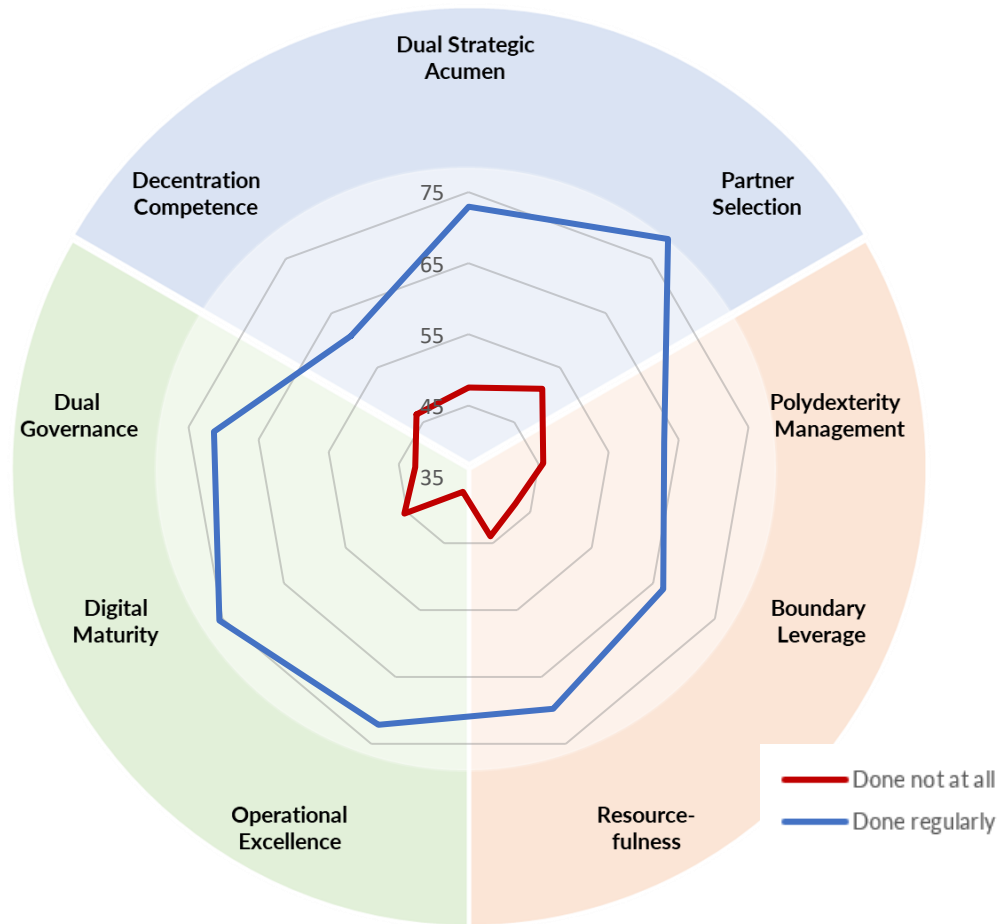 Dual Strategic
Acumen
Decentration
Competence
Partner
Selection
75
65
55
45
35
Dual
Governance
Polydexterity
Management
Digital
Maturity
Boundary
Leverage
Operational
Excellence
Resource-
fulness
Done not at all
Done regularly